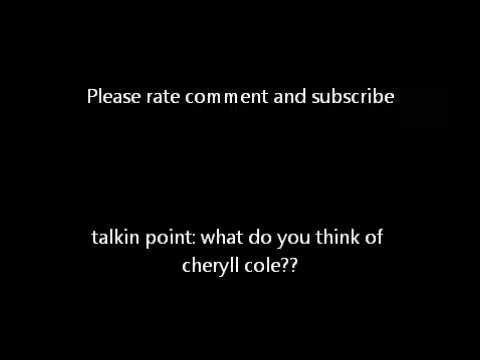 Please rate comment and subscribe
talkin point: what do you think of
cheryll cole??